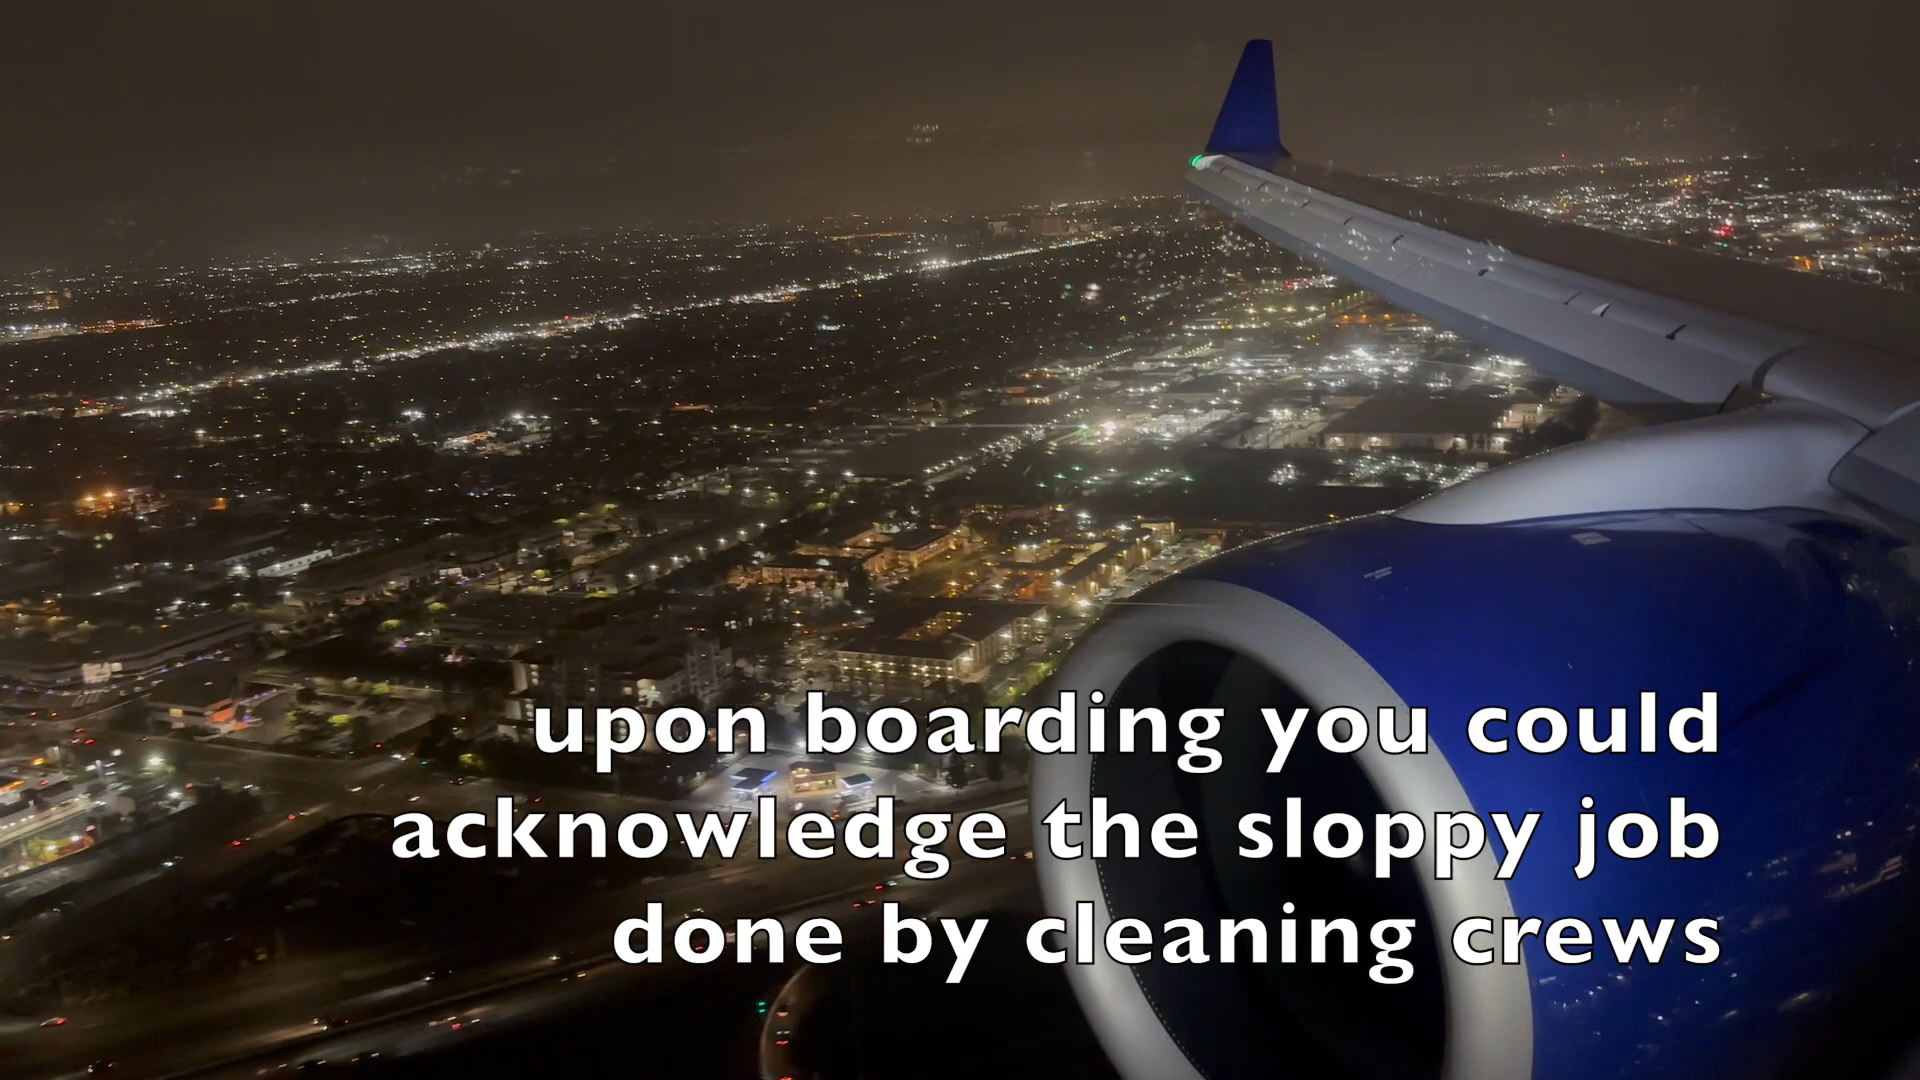 upon boarding you could
acknowledge the sloppy job
done by cleaning crews